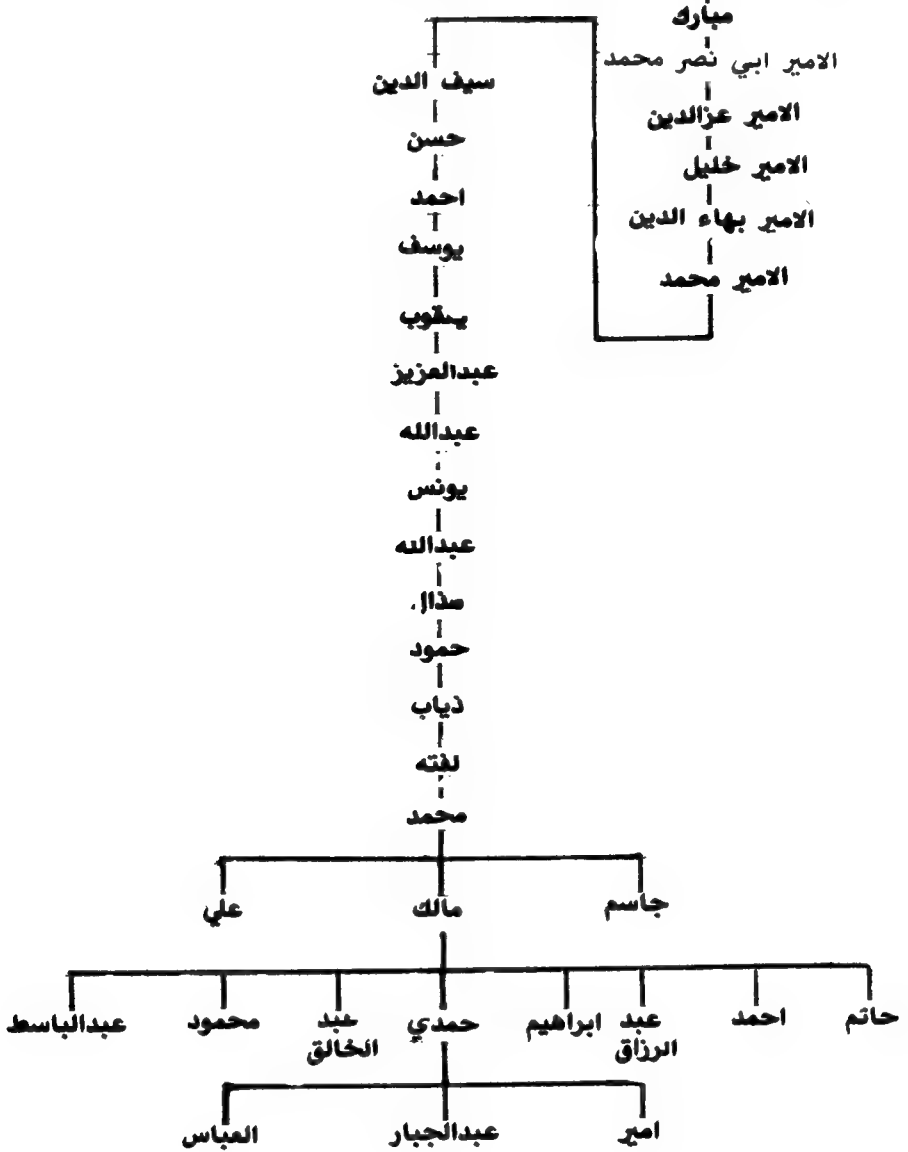 مبارك
الامير ابي نصر محمد
الامير عزالدين
الامير خليل
الامير بهاء الدين
الامير محمد
سيف الدين
حسن
احمد
يوسف
يعقوب
عبدالعزيز
عبدالله
يونس
عبدالله
حمود
ذياب
لفته
محمد
جاسم مالك علي
حاتم احمد عبد الرزاق ابراهيم حمدي عبد الخالق محمود عبدالباسط
امير عبدالجبار العباس